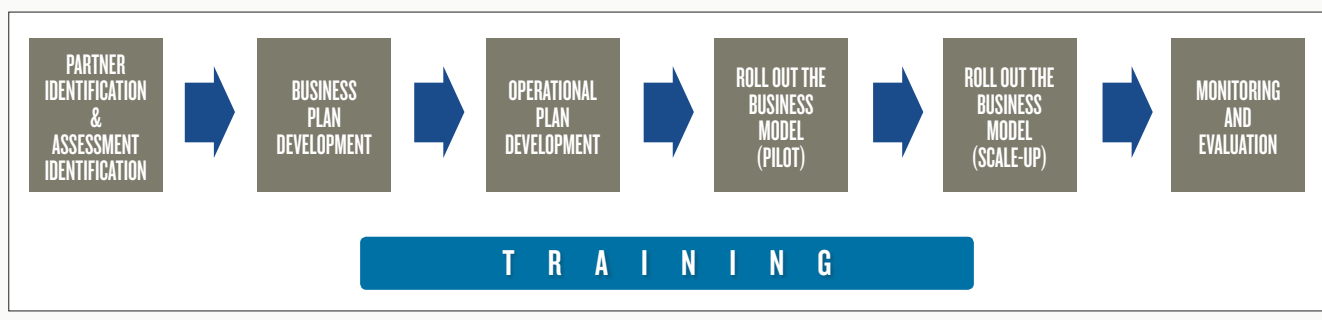 PARTNER
IDENTIFICATION
&
ASSESSMENT
IDENTIFICATION
BUSINESS
PLAN
DEVELOPMENT
OPERATIONAL
PLAN
DEVELOPMENT
ROLL OUT THE
BUSINESS
MODEL
(PILOT)
ROLL OUT THE
BUSINESS
MODEL
(SCALE-UP)
MONITORING
AND
EVALUATION
TRAINING